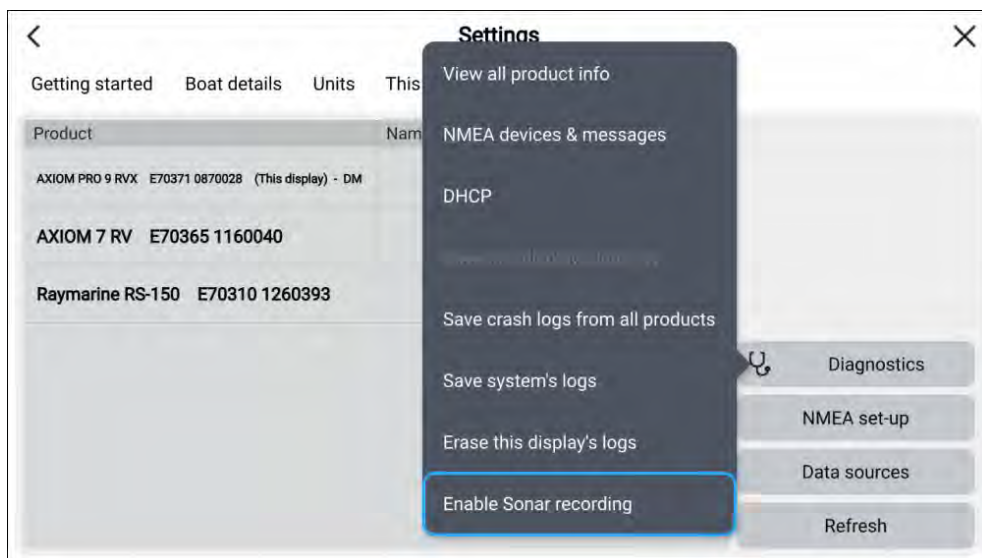 Settings
Getting started Boat details Units This
Product Nam
AXIOM PRO 9 RVX E70371 0870028 (This display) - DM
AXIOM 7 RV E70365 1160040
Raymarine RS-150 E70310 1260393
View all product info
NMEA devices & messages
DHCP
Save crash logs from all products
Save system's logs
Erase this display's logs
Enable Sonar recording
Diagnostics
NMEA set-up
Data sources
Refresh